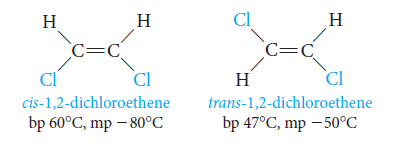 H H Cl H
C=C C=C
Cl Cl H Cl
cis-1,2-dichloroethene trans-1,2-dichloroethene
bp 60°C, mp −80°C bp 47°C, mp −50°C